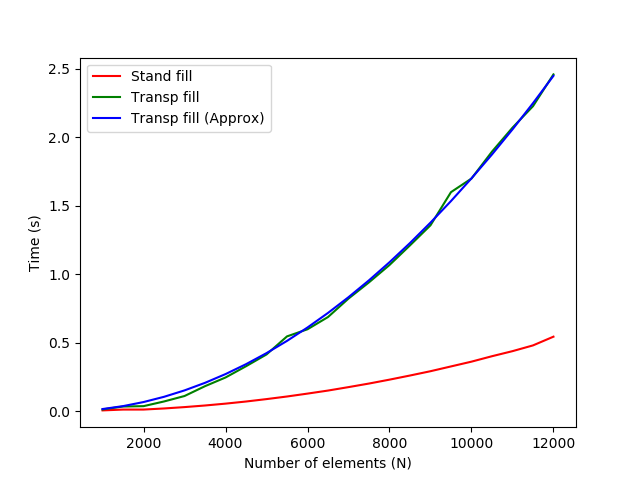 Stand fill
Transp fill
Transp fill (Approx)
2.5
2.0
1.5
1.0
0.5
0.0
Time (s)
2000 4000 6000 8000 10000 12000
Number of elements (N)